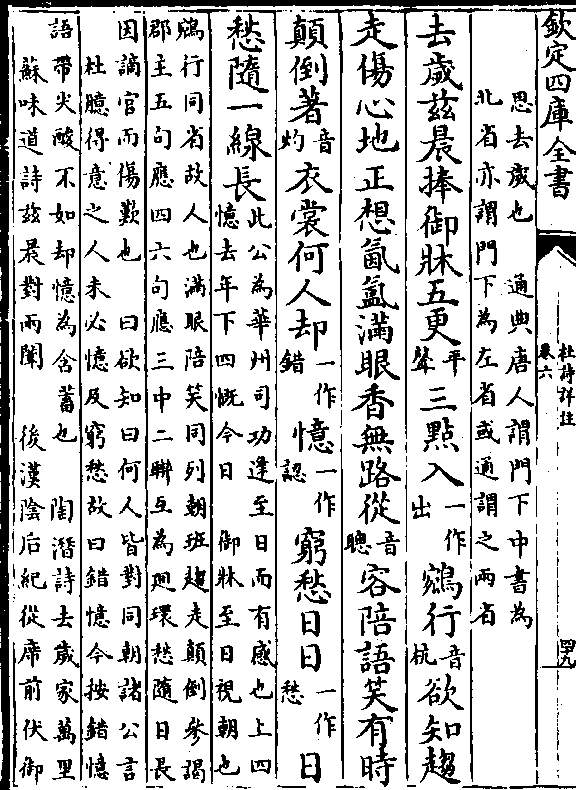 欽定四庫全書
杜詩詳註
卷六
四九
思去歲也　通典唐人謂門下中書為
北省亦謂門下為左省或通謂之兩省
去歲茲晨捧御牀五更平聲三點入一作出鵷行音杭欲知趨
走傷心地正想氤氳滿眼香無路從音聰容陪語笑有時
顛倒著音灼衣裳何人却一作錯憶一作認窮愁日日一作愁日
愁隨一線長此公為華州司功逢至日而有感也上四
憶去年下四慨今日　御牀至日視朝也
鵷行同省故人也滿眼陪笑同列朝班趨走顛倒參謁
郡主五句應四六句應三中二聯互為廻環愁隨日長
因謫官而傷歎也　曰欲知曰何人皆對同朝諸公言
杜臆得意之人未必憶及窮愁故曰錯憶今按錯憶
語帶尖酸不如却憶為含蓄也　陶潛詩去歲家萬里
蘇味道詩茲晨對兩闈　後漢陰后紀從席前伏御